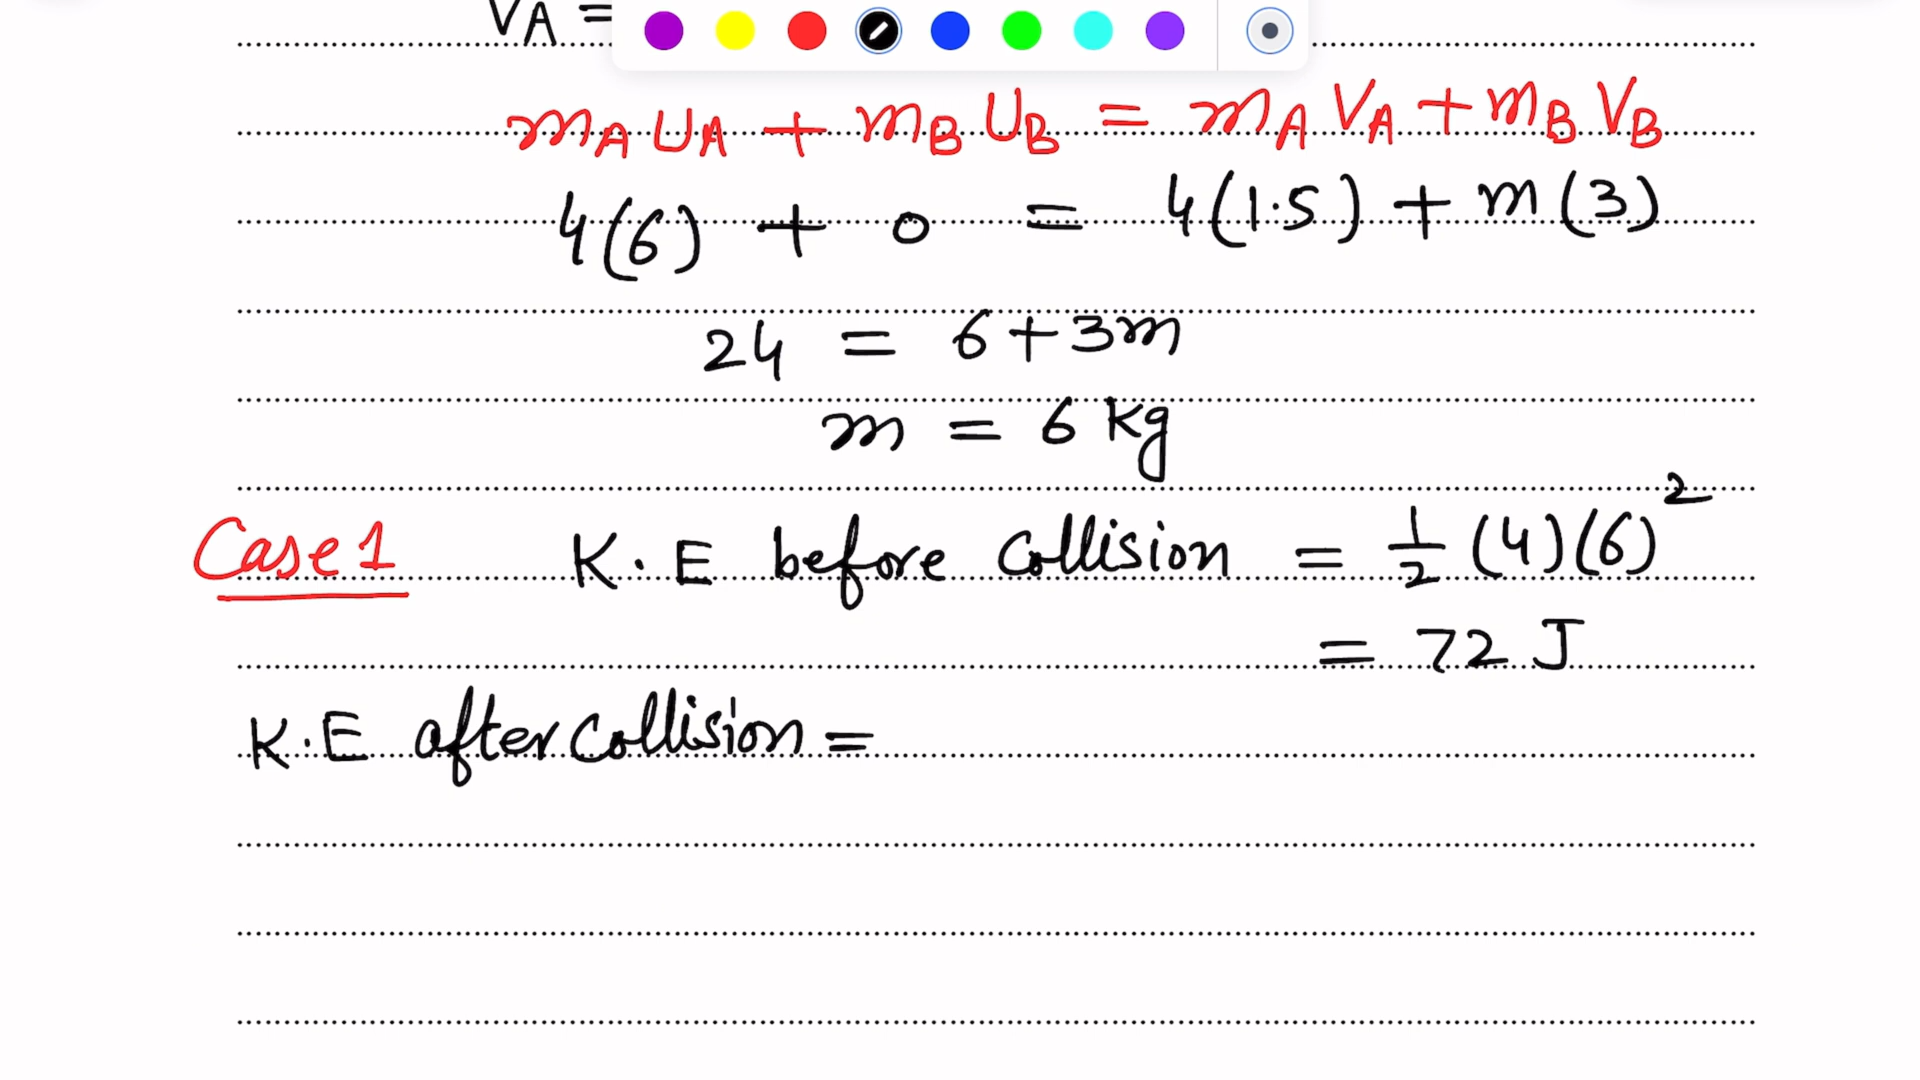 VA =
mA UA + mB UB = mA VA + mB VB
4(6) + 0 = 4(1.5) + m(3)
24 = 6+3m
m = 6 Kg
Case 1 K.E before Collision = 1/2 (4)(6)²
= 72 J
K.E after Collision =